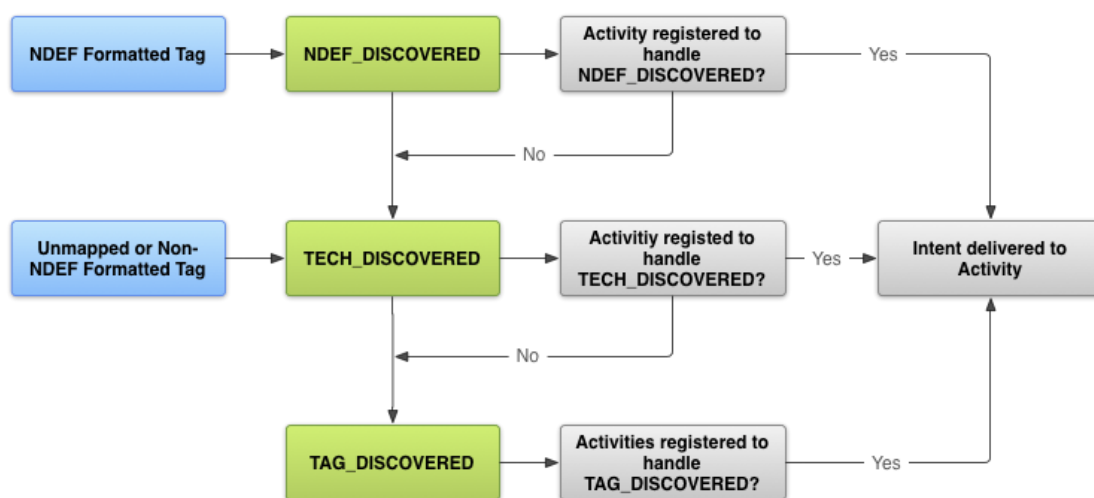 NDEF Formatted Tag
NDEF_DISCOVERED
Activity registered to
handle
NDEF_DISCOVERED?
Yes
No
Unmapped or Non-
NDEF Formatted Tag
TECH_DISCOVERED
Activitiy registed to
handle
TECH_DISCOVERED?
Yes
Intent delivered to
Activity
No
TAG_DISCOVERED
Activities registered to
handle
TAG_DISCOVERED?
Yes